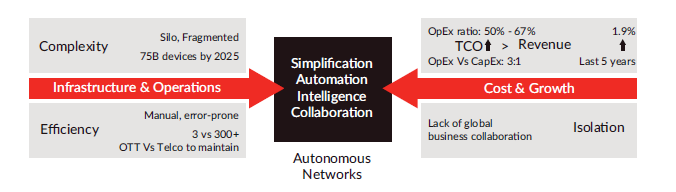 Complexity
Silo, Fragmented
75B devices by 2025
Infrastructure & Operations
Efficiency
Manual, error-prone
3 vs 300+
OTT Vs Telco to maintain
Simplification
Automation
Intelligence
Collaboration
Autonomous
Networks
OpEx ratio: 50% - 67%
1.9%
TCO > Revenue
OpEx Vs CapEx: 3:1
Last 5 years
Cost & Growth
Lack of global
business collaboration
Isolation